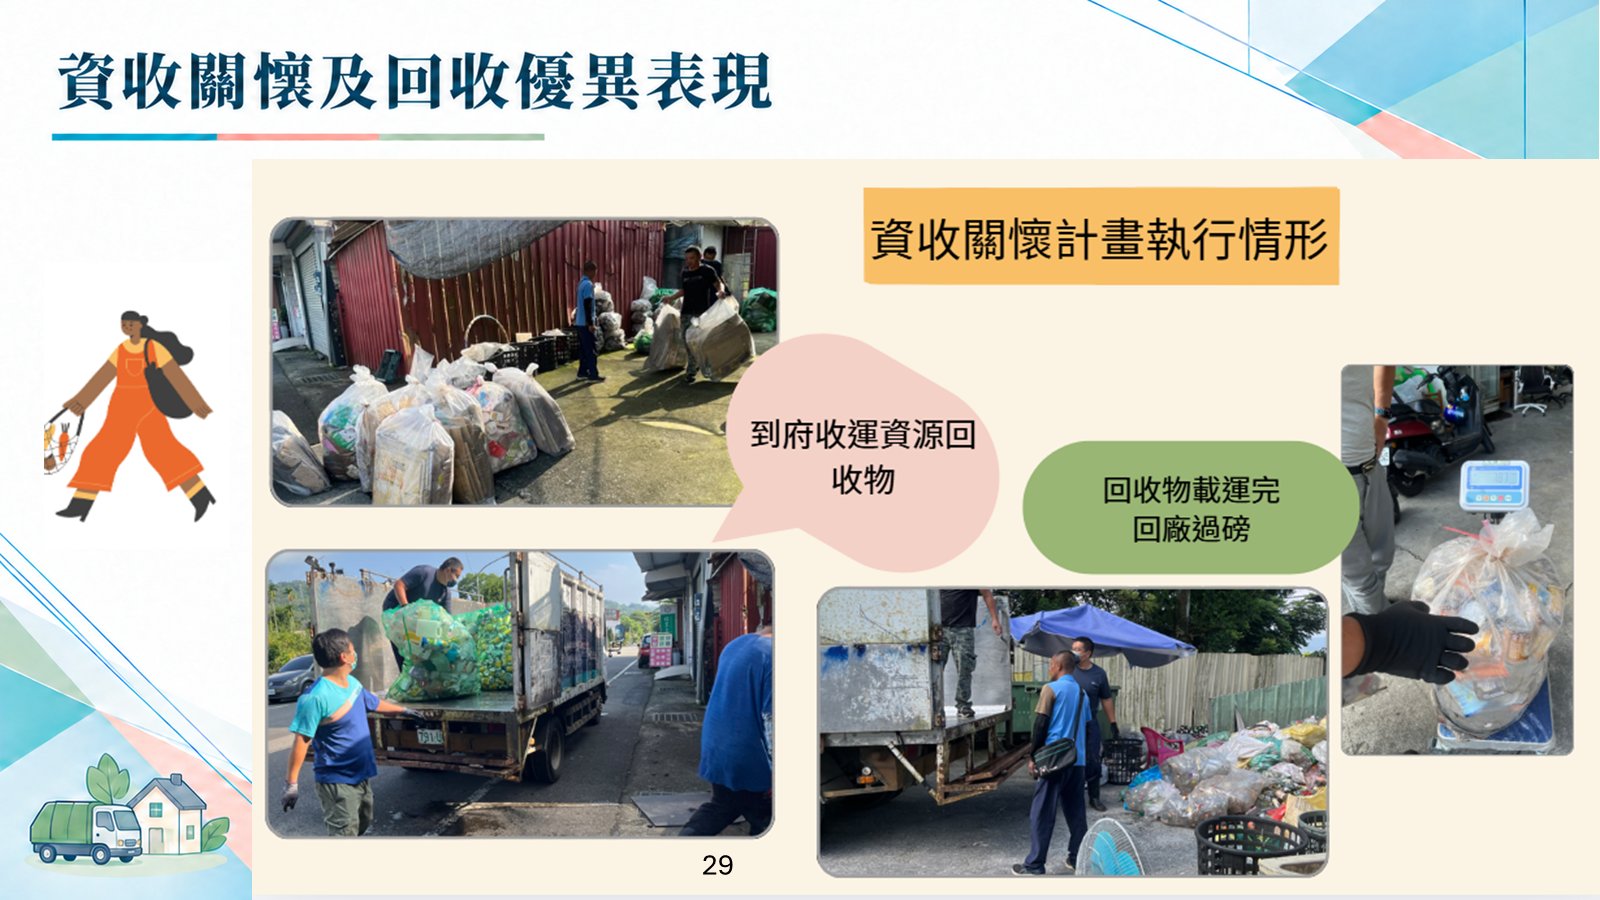 資收關懷及回收優異表現
資收關懷計畫執行情形
到府收運資源回
收物
回收物載運完
回廠過磅
29